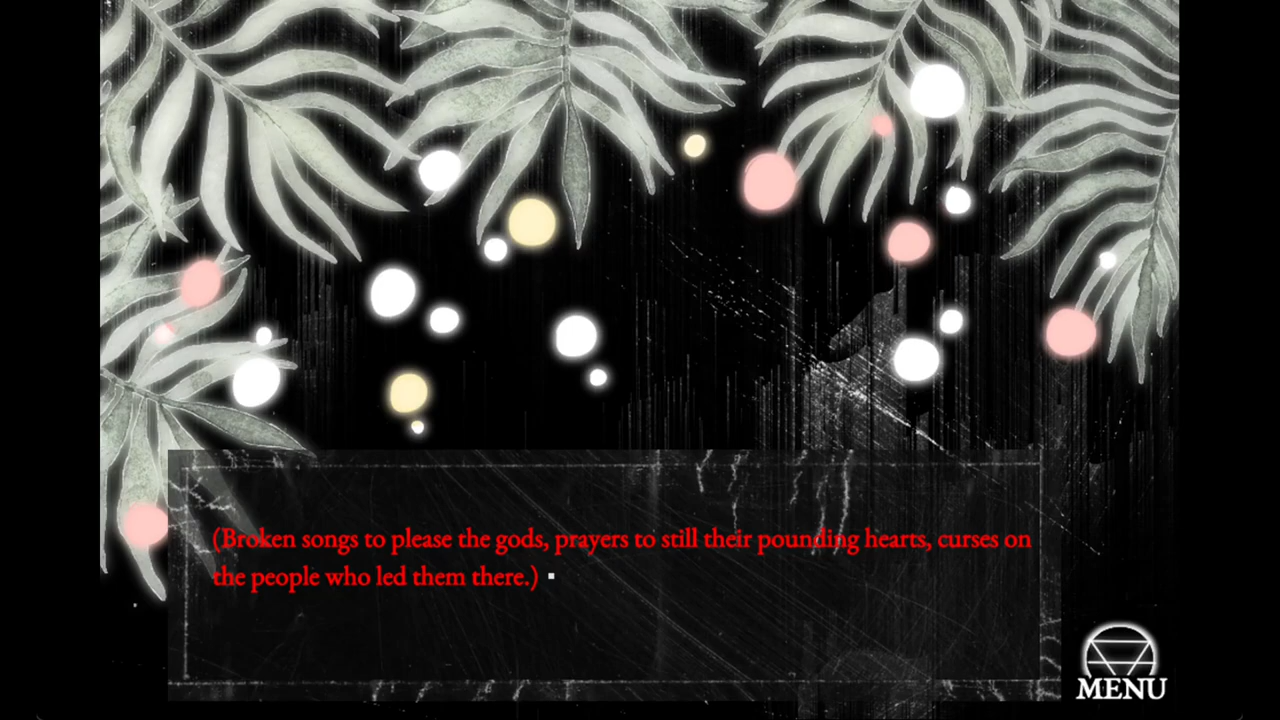 (Broken songs to please the gods, prayers to still their pounding hearts, curses on
the people who led them there.)
MENU